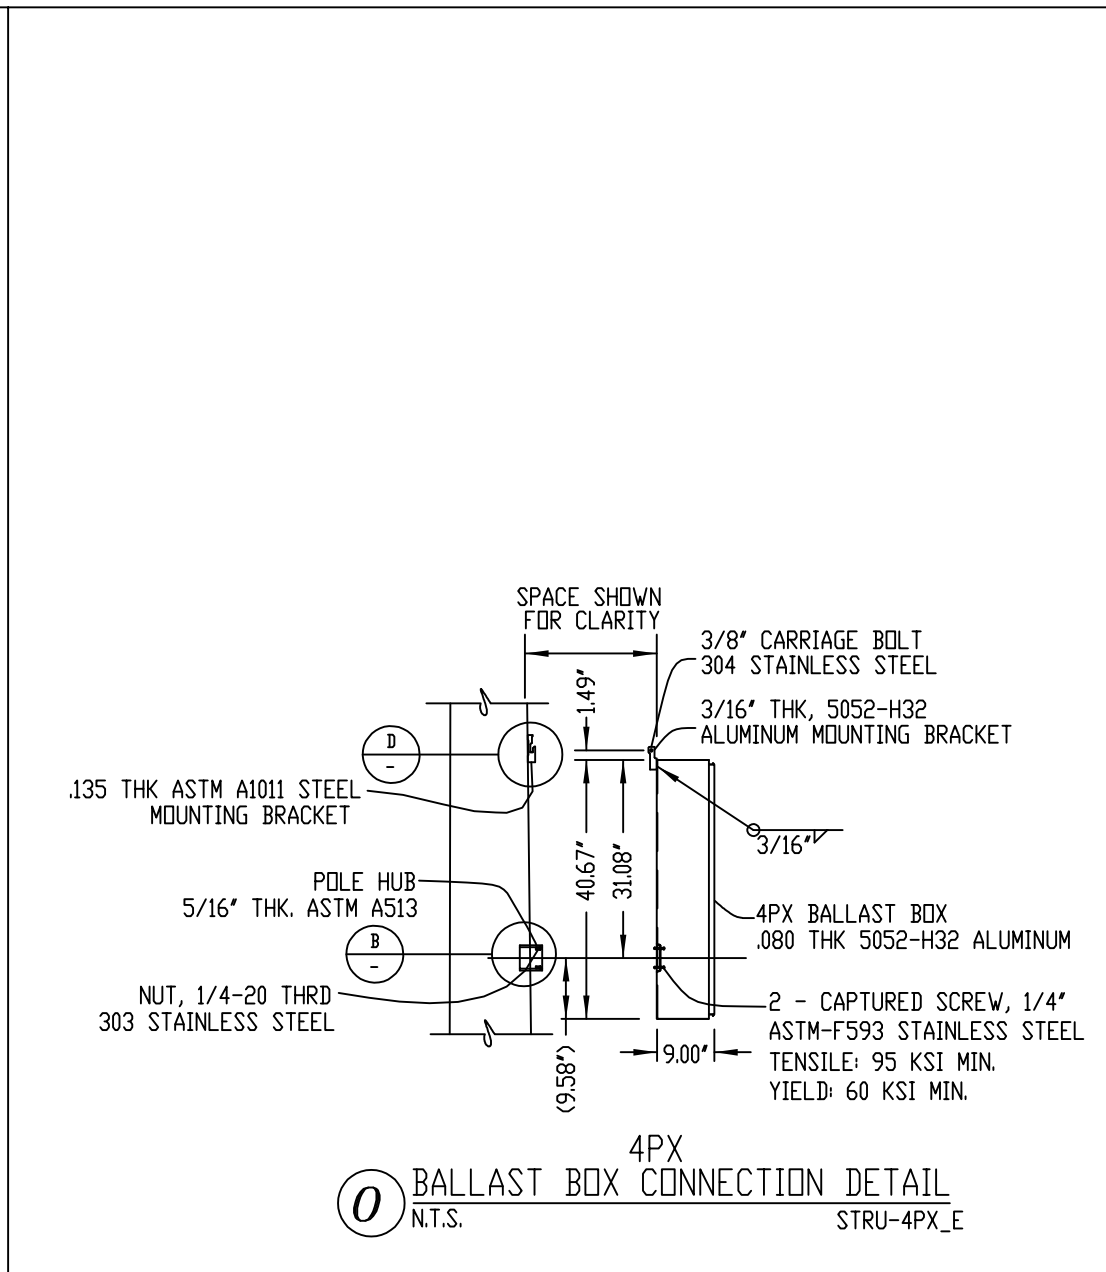 SPACE SHOWN
FOR CLARITY
3/8" CARRIAGE BOLT
304 STAINLESS STEEL
1.49"
3/16" THK, 5052-H32
ALUMINUM MOUNTING BRACKET
D
-
.135 THK ASTM A1011 STEEL
MOUNTING BRACKET
3/16"
40.67"
31.08"
POLE HUB
5/16" THK. ASTM A513
4PX BALLAST BOX
.080 THK 5052-H32 ALUMINUM
B
-
NUT, 1/4-20 THRD
303 STAINLESS STEEL
2 - CAPTURED SCREW, 1/4"
ASTM-F593 STAINLESS STEEL
TENSILE: 95 KSI MIN.
YIELD: 60 KSI MIN.
9.00"
(9.58")
4PX
O
BALLAST BOX CONNECTION DETAIL
N.T.S.
STRU-4PX_E